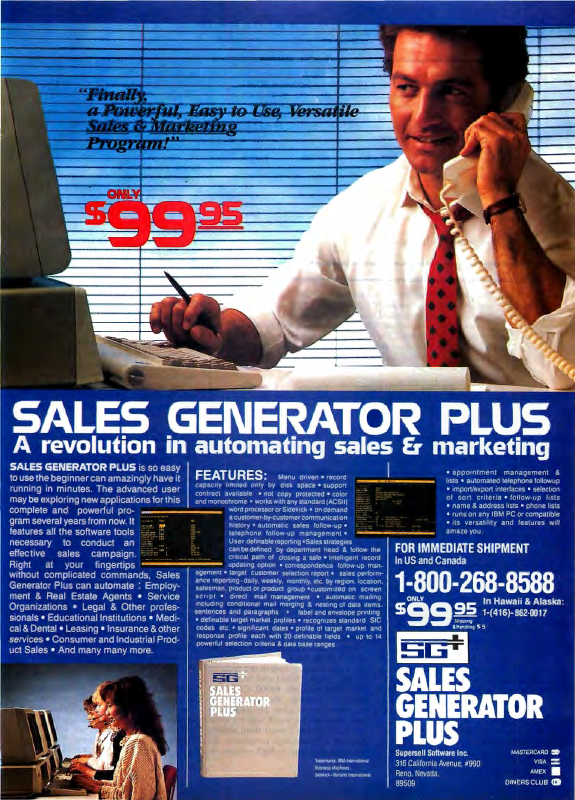 "Finally,
a Powerful, Easy to Use, Versatile
Sales & Marketing
Program!"
ONLY
$99 95
SALES GENERATOR PLUS
A revolution in automating sales & marketing
SALES GENERATOR PLUS is so easy
to use the beginner can amazingly have it
running in minutes. The advanced user
may be exploring new applications for this
complete and powerful pro-
gram several years from now. It
features all the software tools
necessary to conduct an
effective sales campaign.
Right at your fingertips
without complicated commands, Sales
Generator Plus can automate : Employ-
ment & Real Estate Agents • Service
Organizations • Legal & Other profes-
sionals • Educational Institutions • Medi-
cal & Dental • Leasing • Insurance & other
services • Consumer and Industrial Prod-
uct Sales • And many many more.
FEATURES: Menu driven • record
capacity limited only by disk space • support
contract available • not copy protected • color
and monochrome • works with any standard (ACSII)
word processor or Sidekick • on demand
a customer-by-customer communication
history • automatic sales follow-up •
telephone follow-up management •
User definable reporting • Sales strategies
can be defined by department head & follow the
critical path of closing a sale • Intelligent record
updating option • correspondence follow-up man-
agement • target customer selection report • sales perform-
ance reporting - daily, weekly, monthly, etc. by region, location,
salesman, product or product group • customized on screen
script • direct mail management • automatic mailing
including conditional mail merging & nesting of data items,
sentences and paragraphs • label and envelope printing
• definable target market profiles • recognizes standard SIC
codes etc. • significant dates • profile of target market and
response profile each with 20 definable fields • up to 14
powerful selection criteria & data base ranges
• appointment management &
lists • automated telephone followup
• import/export interfaces • selection
of sort criteria • follow-up lists
• name & address lists • phone lists
• runs on any IBM PC or compatible
• its versatility and features will
amaze you.
FOR IMMEDIATE SHIPMENT
In US and Canada
1-800-268-8588
ONLY
$99 95
Shipping
& Handling $ 5
In Hawaii & Alaska:
1-(416)- 862-0017
SG+
SALES
GENERATOR
PLUS
SG+
SALES
GENERATOR
PLUS
Supersell Software Inc.
316 California Avenue, #990
Reno, Nevada.
89509
MASTERCARD
VISA
AMEX
DINERS CLUB
Trademarks: IBM-International
Business Machines;
Sidekick - Borland International